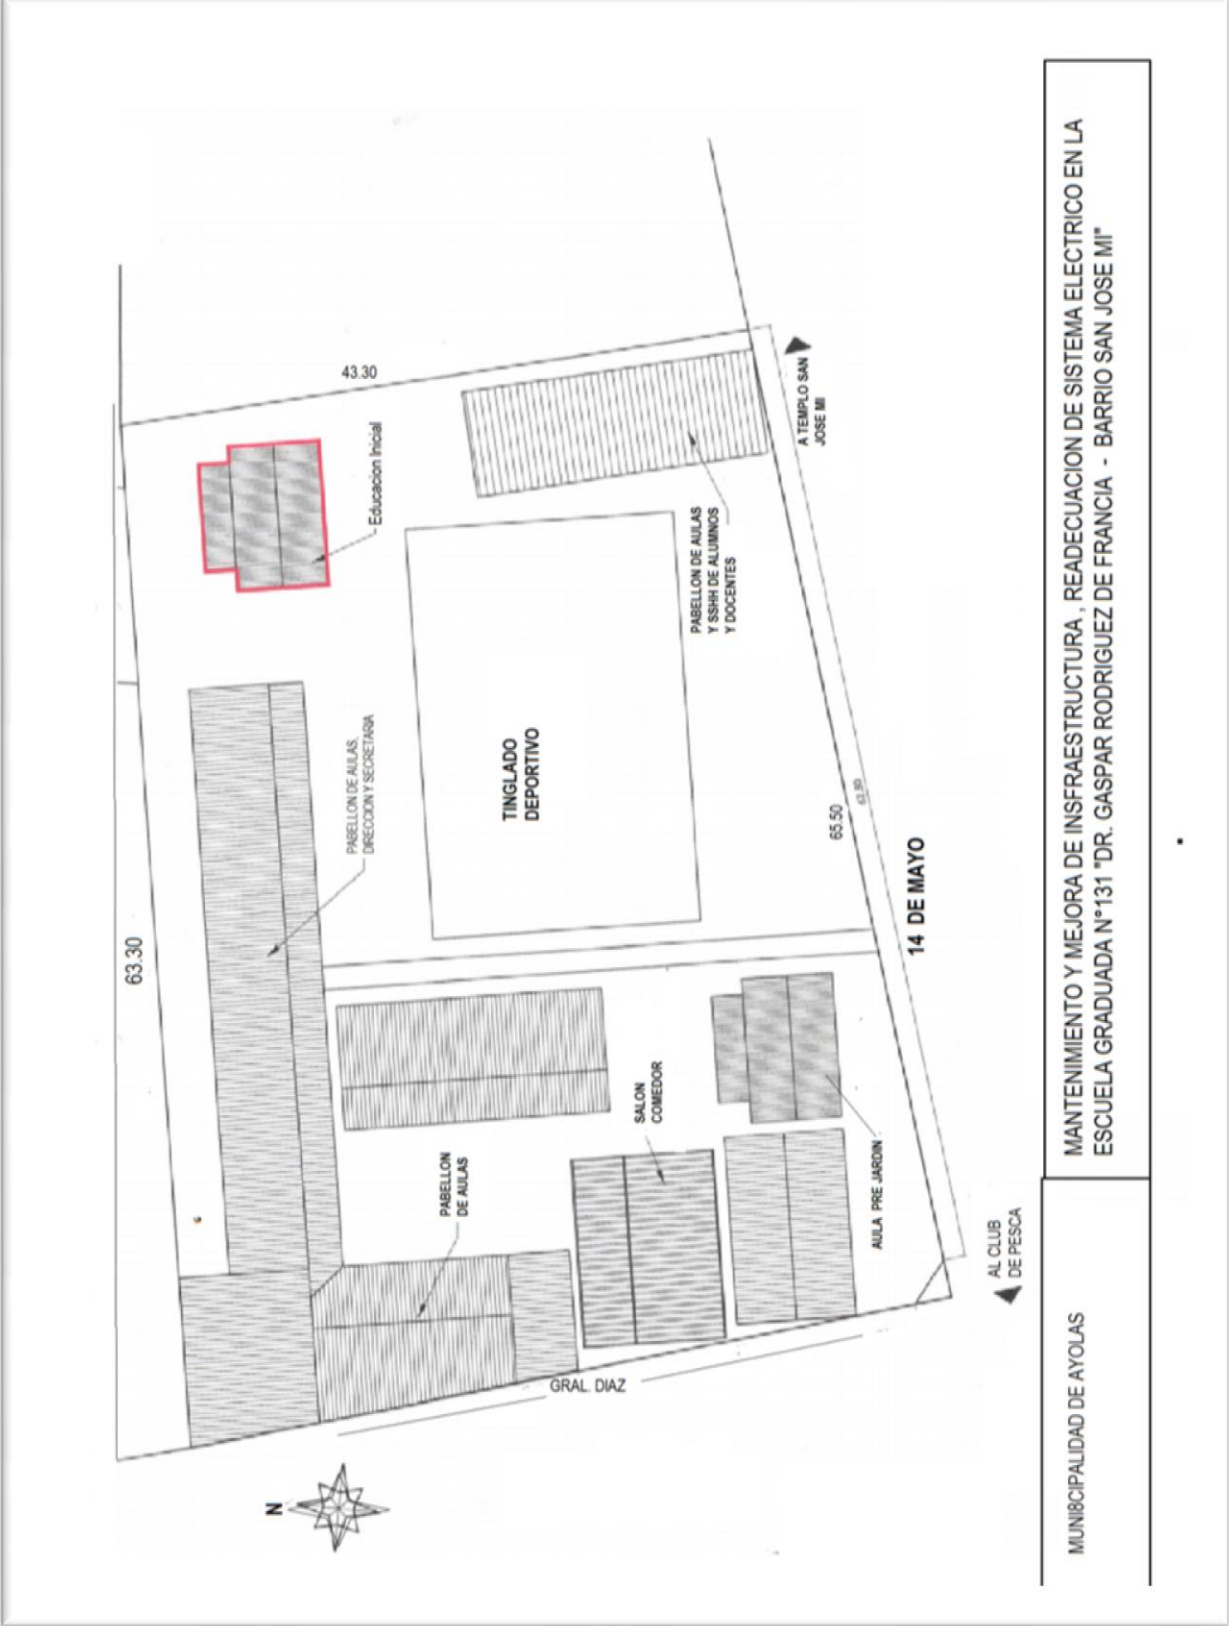 63.30
43.30
Educacion Inicial
PABELLON DE AULAS,
DIRECCION Y SECRETARIA
TINGLADO
DEPORTIVO
PABELLON DE AULAS
Y SSHH DE ALUMNOS
Y DOCENTES
A TEMPLO SAN
JOSE MI
65.50
14 DE MAYO
PABELLON
DE AULAS
SALON
COMEDOR
AULA PRE JARDIN
GRAL. DIAZ
AL CLUB
DE PESCA
N
MUNI8CIPALIDAD DE AYOLAS
MANTENIMIENTO Y MEJORA DE INSFRAESTRUCTURA , READECUACION DE SISTEMA ELECTRICO EN LA
ESCUELA GRADUADA N°131 "DR. GASPAR RODRIGUEZ DE FRANCIA - BARRIO SAN JOSE MI"